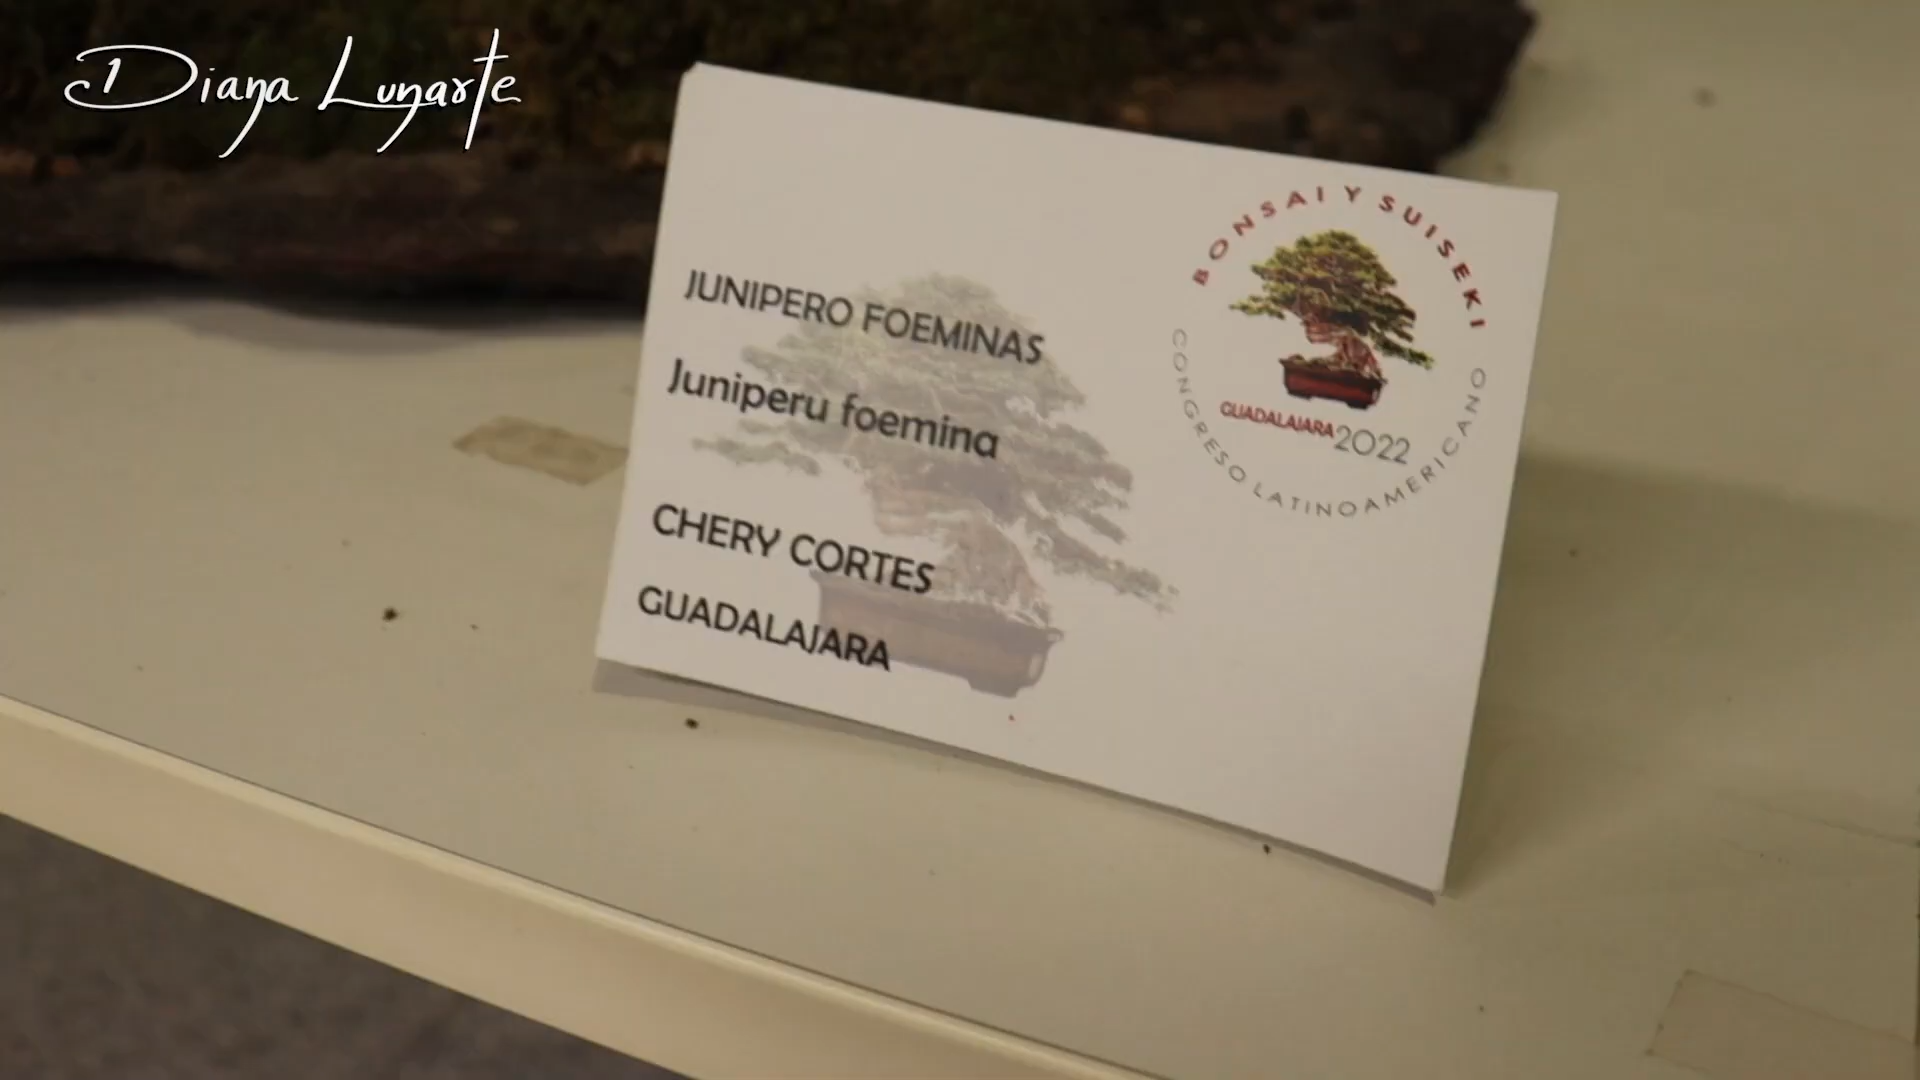 Diana Lunarte
BONSAI Y SUISEKI
GUADALAJARA 2022
CONGRESO LATINOAMERICANO
JUNIPERO FOEMINAS
Juniperu foemina
CHERY CORTES
GUADALAJARA